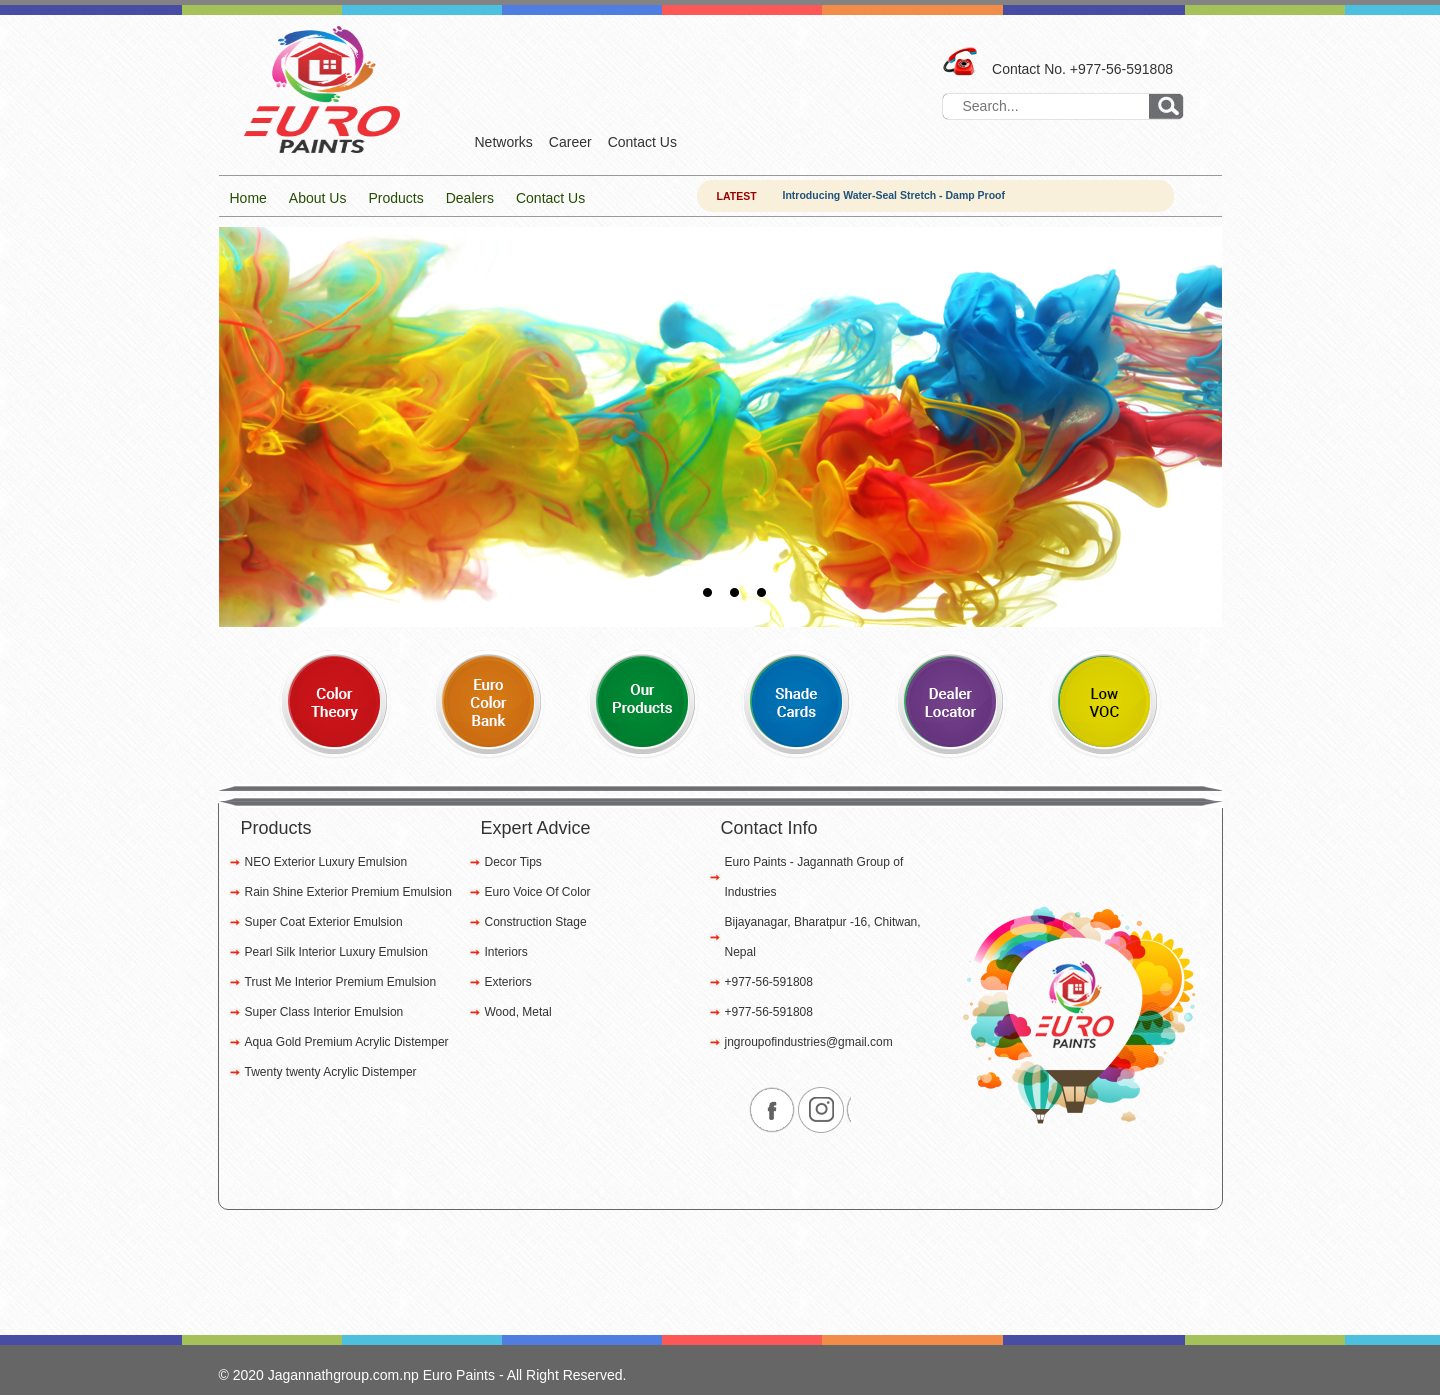 EURO
PAINTS
Contact No. +977-56-591808
Search...
Networks Career Contact Us
Home About Us Products Dealers Contact Us
LATEST Introducing Water-Seal Stretch - Damp Proof
Color
Theory
Euro
Color
Bank
Our
Products
Shade
Cards
Dealer
Locator
Low
VOC
Products
NEO Exterior Luxury Emulsion
Rain Shine Exterior Premium Emulsion
Super Coat Exterior Emulsion
Pearl Silk Interior Luxury Emulsion
Trust Me Interior Premium Emulsion
Super Class Interior Emulsion
Aqua Gold Premium Acrylic Distemper
Twenty twenty Acrylic Distemper
Expert Advice
Decor Tips
Euro Voice Of Color
Construction Stage
Interiors
Exteriors
Wood, Metal
Contact Info
Euro Paints - Jagannath Group of
Industries
Bijayanagar, Bharatpur -16, Chitwan,
Nepal
+977-56-591808
+977-56-591808
jngroupofindustries@gmail.com
EURO
PAINTS
© 2020 Jagannathgroup.com.np Euro Paints - All Right Reserved.